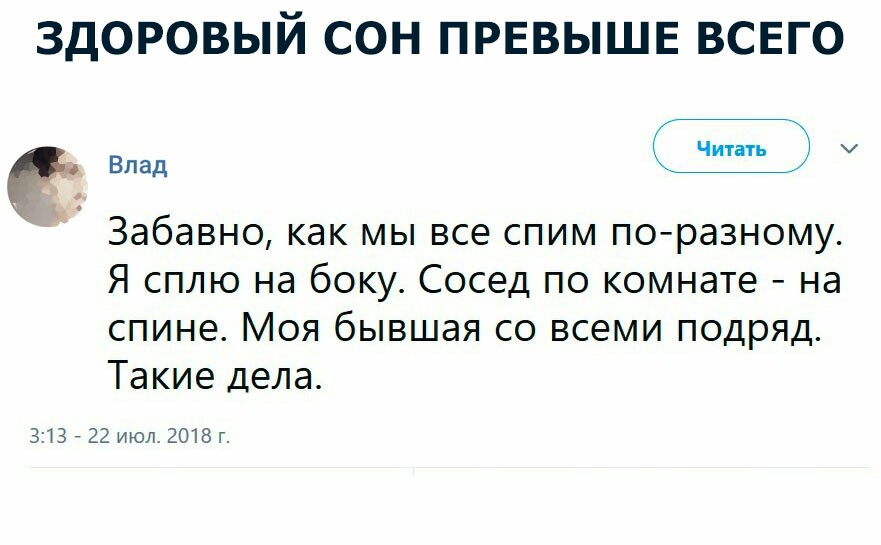 ЗДОРОВЫЙ СОН ПРЕВЫШЕ ВСЕГО
Влад
Читать
Забавно, как мы все спим по-разному.
Я сплю на боку. Сосед по комнате - на
спине. Моя бывшая со всеми подряд.
Такие дела.
3:13 - 22 июл. 2018 г.